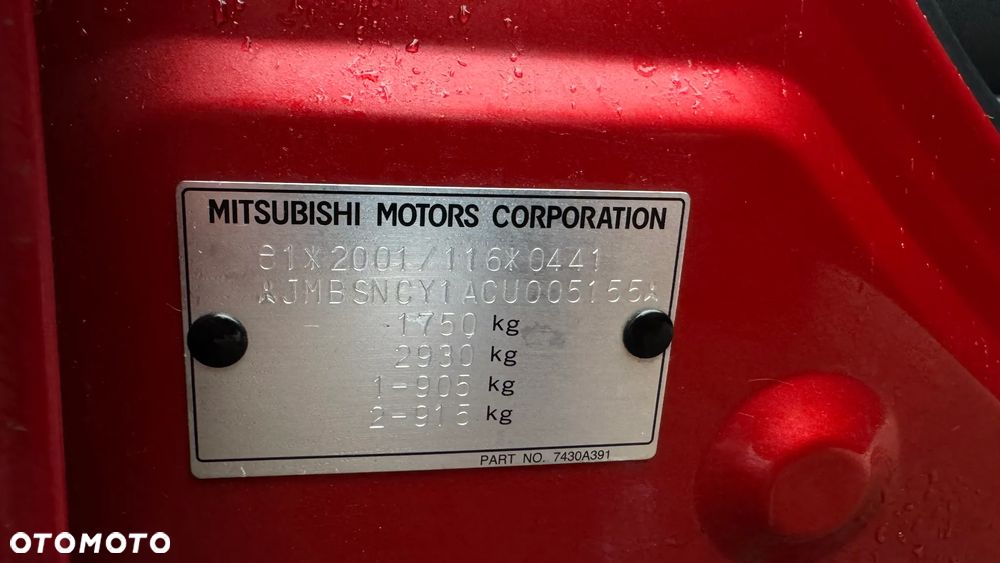 MITSUBISHI MOTORS CORPORATION
e1*2001/116*0441
*JMBSNCY1ACU005155*
- 1750 kg
2930 kg
1-905 kg
2-915 kg
PART NO. 7430A391
OTOMOTO